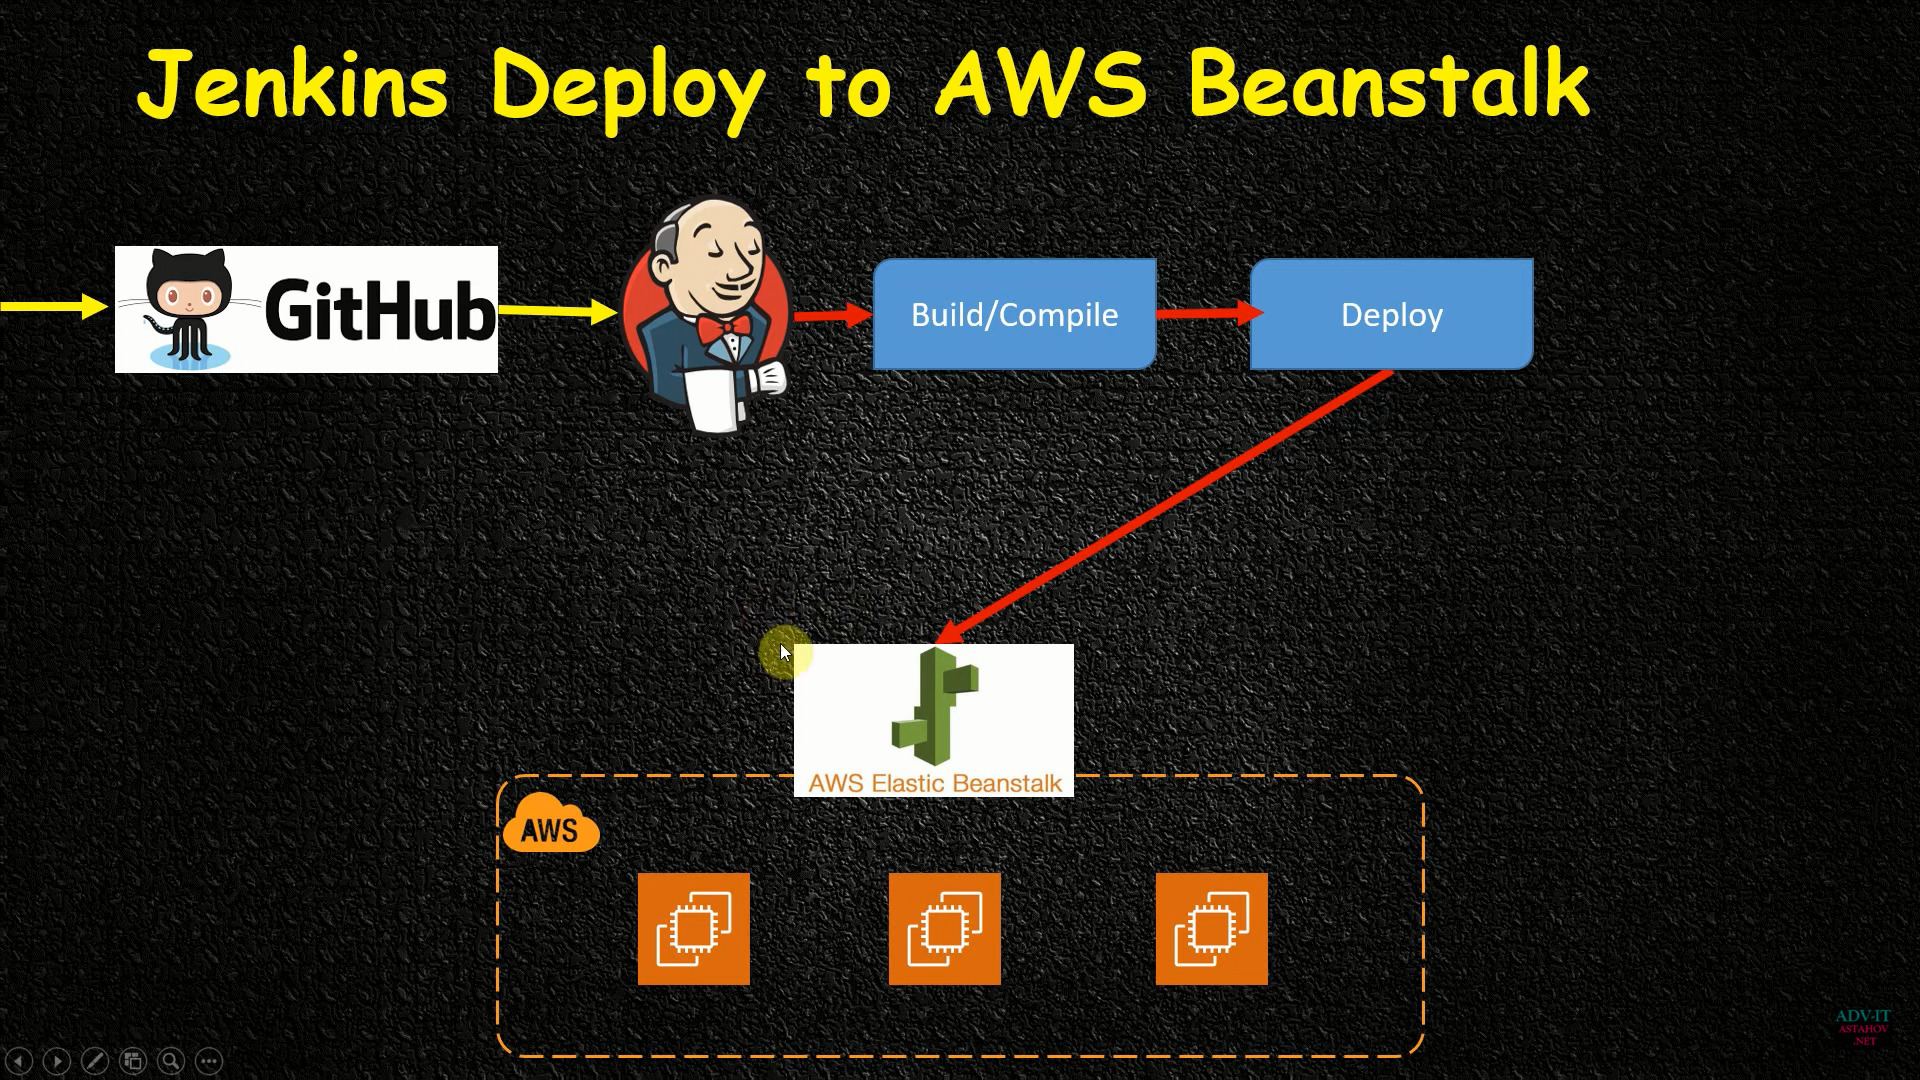 Jenkins Deploy to AWS Beanstalk
GitHub
Build/Compile
Deploy
AWS Elastic Beanstalk
AWS
ADV-IT
ASTAHOV
.NET